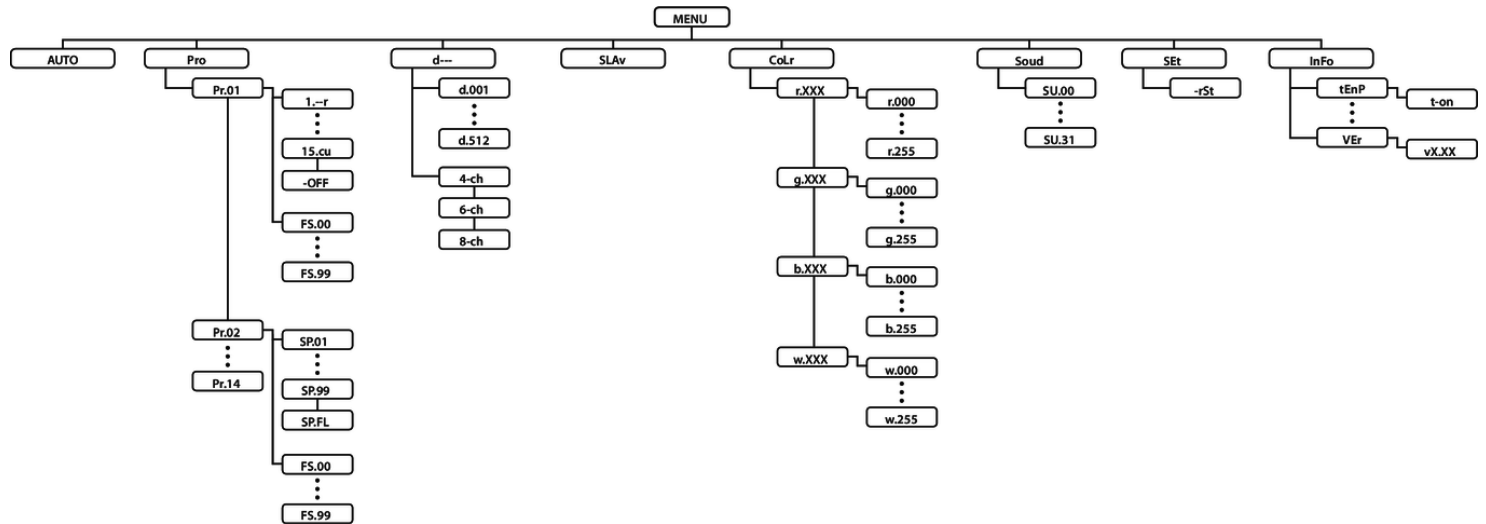 MENU
AUTO
Pro
d---
SLAv
CoLr
Soud
SEt
InFo
Pr.01
1.--r
15.cu
-OFF
FS.00
FS.99
Pr.02
Pr.14
SP.01
SP.99
SP.FL
FS.00
FS.99
d.001
d.512
4-ch
6-ch
8-ch
r.XXX
r.000
r.255
g.XXX
g.000
g.255
b.XXX
b.000
b.255
w.XXX
w.000
w.255
SU.00
SU.31
-rSt
tEnP
t-on
VEr
vX.XX